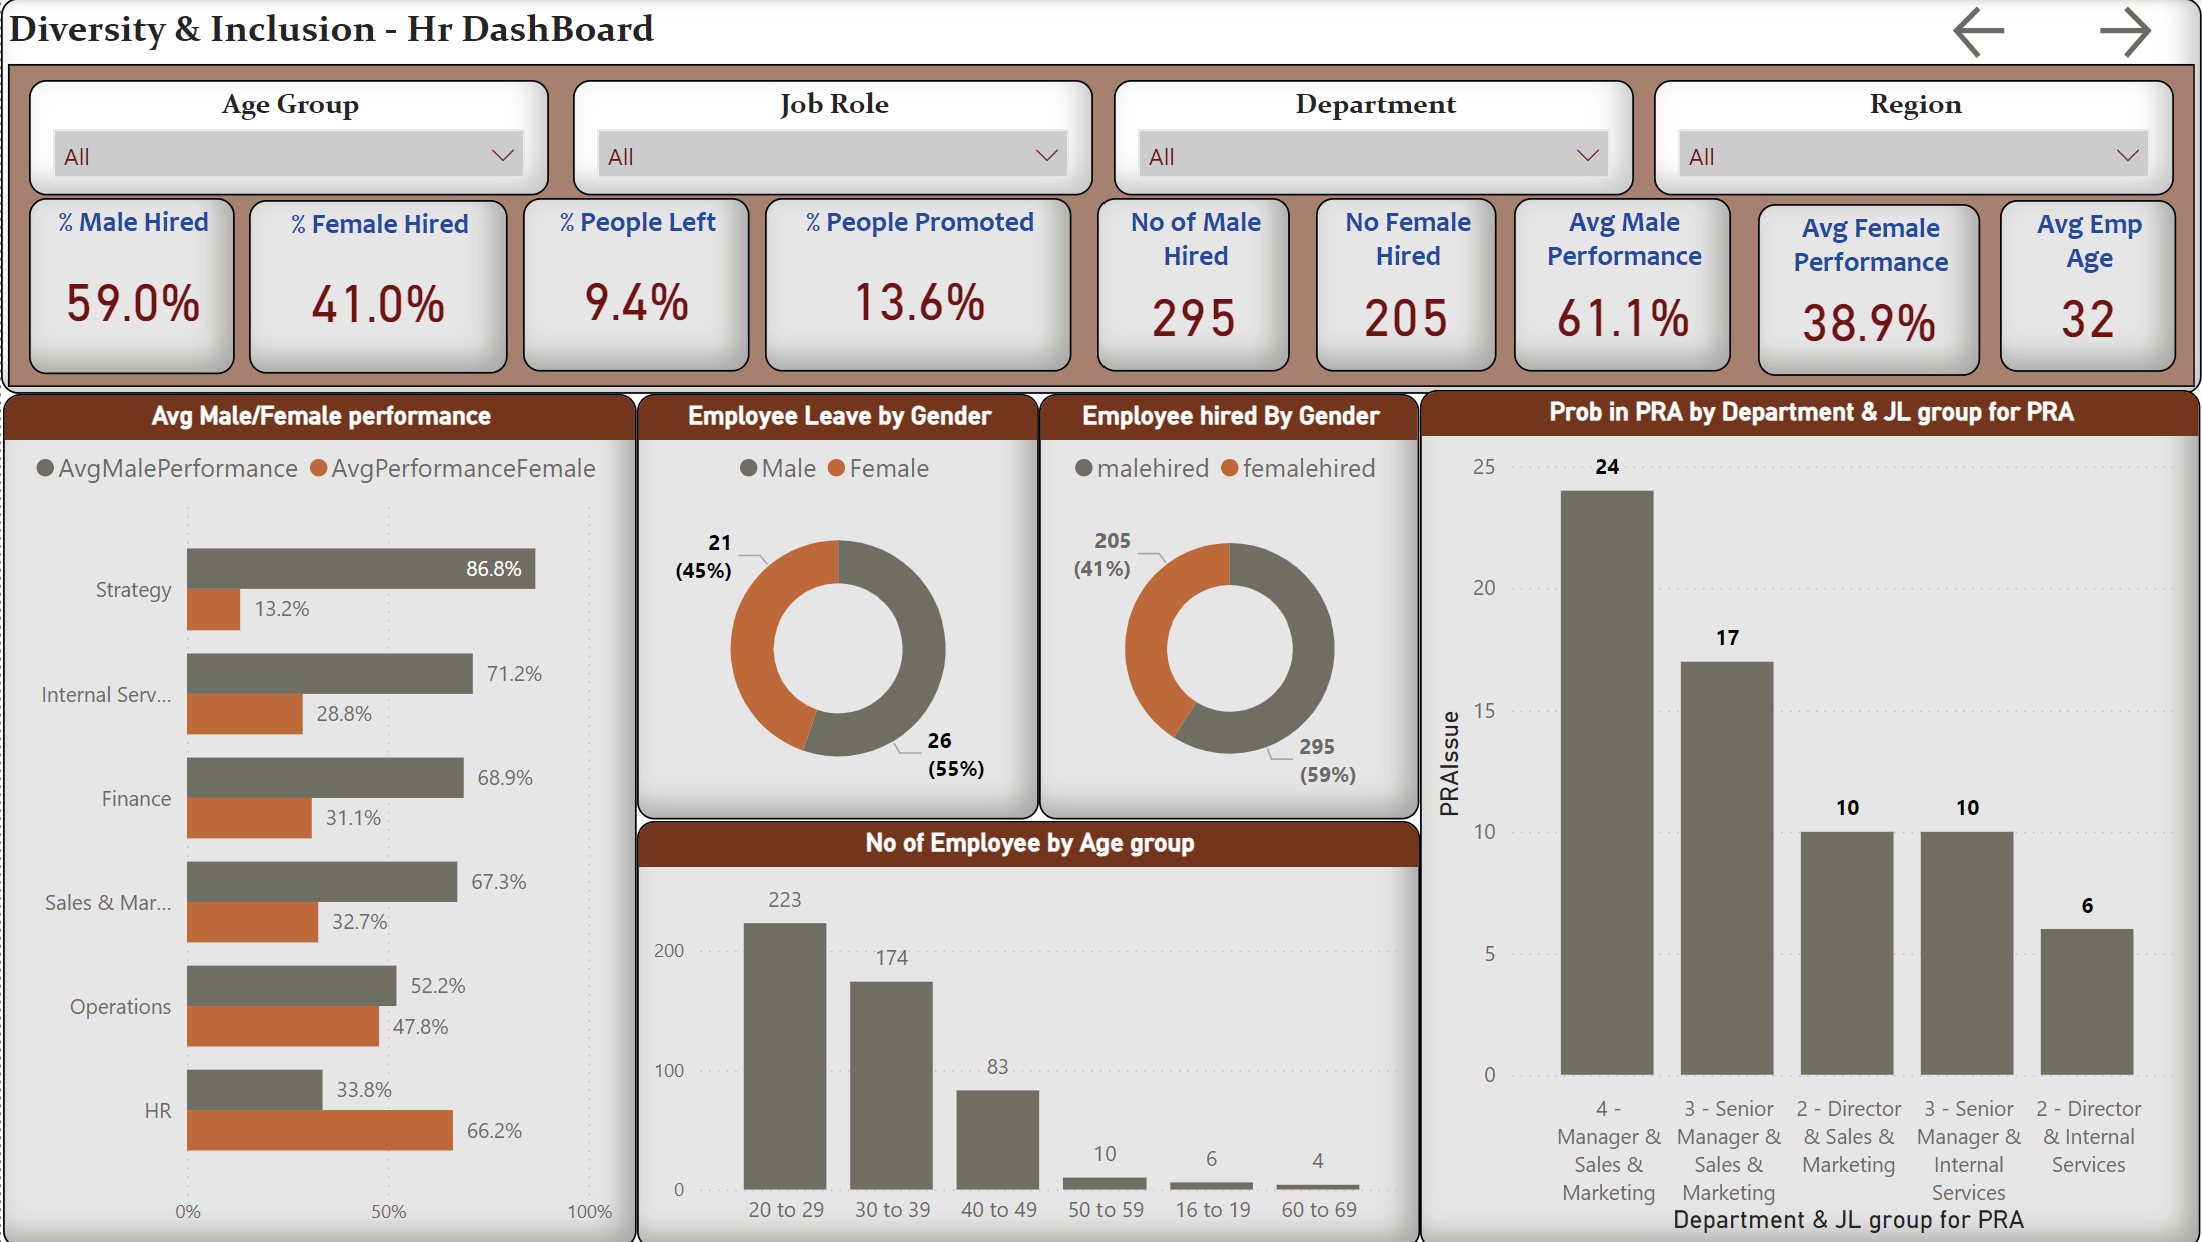 Diversity & Inclusion - Hr DashBoard
Age Group
All
Job Role
All
Department
All
Region
All
% Male Hired
59.0%
% Female Hired
41.0%
% People Left
9.4%
% People Promoted
13.6%
No of Male
Hired
295
No Female
Hired
205
Avg Male
Performance
61.1%
Avg Female
Performance
38.9%
Avg Emp
Age
32
Avg Male/Female performance
AvgMalePerformance AvgPerformanceFemale
Strategy
86.8%
13.2%
Internal Serv...
71.2%
28.8%
Finance
68.9%
31.1%
Sales & Mar...
67.3%
32.7%
Operations
52.2%
47.8%
HR
33.8%
66.2%
0% 50% 100%
Employee Leave by Gender
Male Female
21
(45%)
26
(55%)
Employee hired By Gender
malehired femalehired
205
(41%)
295
(59%)
No of Employee by Age group
200
100
0
223
174
83
10
6
4
20 to 29 30 to 39 40 to 49 50 to 59 16 to 19 60 to 69
Prob in PRA by Department & JL group for PRA
PRAIssue
25
20
15
10
5
0
24
17
10
10
6
4 -
Manager &
Sales &
Marketing
3 - Senior
Manager &
Sales &
Marketing
2 - Director
& Sales &
Marketing
3 - Senior
Manager &
Internal
Services
2 - Director
& Internal
Services
Department & JL group for PRA